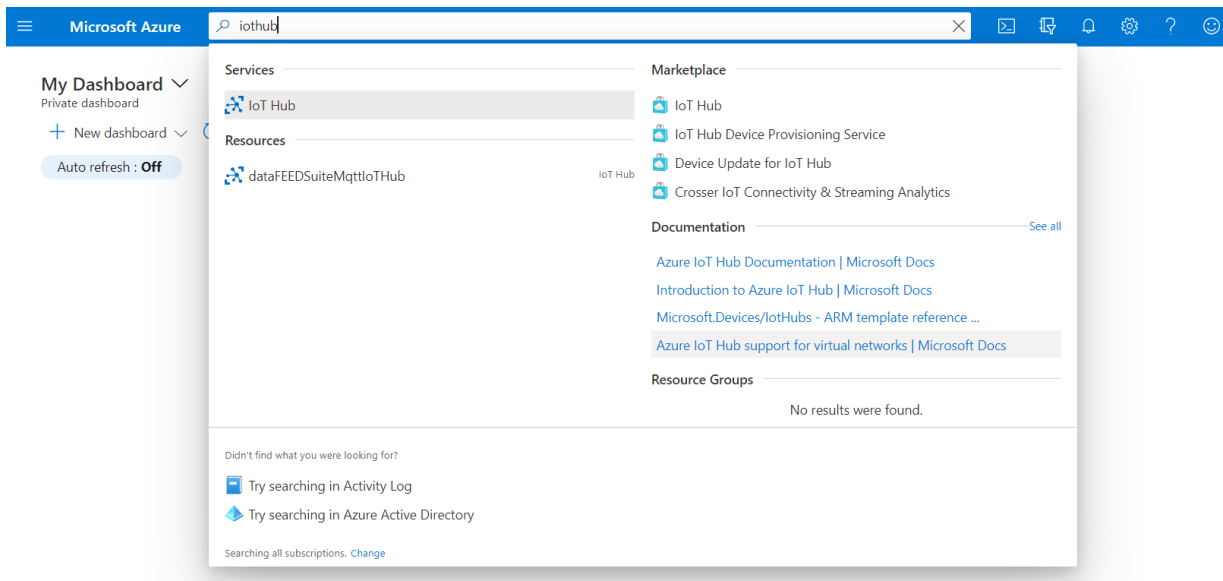 Microsoft Azure
iothub
My Dashboard
Private dashboard
New dashboard
Auto refresh : Off
Services
IoT Hub
Resources
dataFEEDSuiteMqttIoTHub IoT Hub
Marketplace
IoT Hub
IoT Hub Device Provisioning Service
Device Update for IoT Hub
Crosser IoT Connectivity & Streaming Analytics
Documentation See all
Azure IoT Hub Documentation | Microsoft Docs
Introduction to Azure IoT Hub | Microsoft Docs
Microsoft.Devices/IotHubs - ARM template reference ...
Azure IoT Hub support for virtual networks | Microsoft Docs
Resource Groups
No results were found.
Didn't find what you were looking for?
Try searching in Activity Log
Try searching in Azure Active Directory
Searching all subscriptions. Change